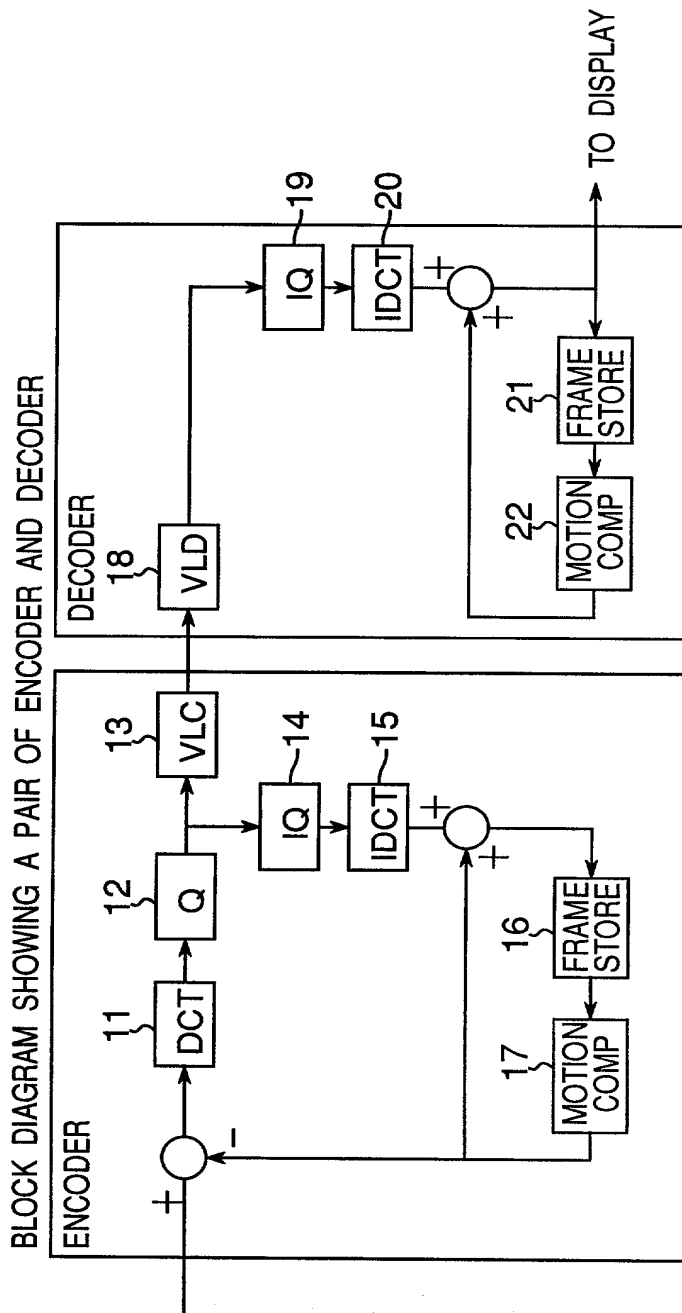 BLOCK DIAGRAM SHOWING A PAIR OF ENCODER AND DECODER
ENCODER
+
-
11
DCT
12
Q
13
VLC
14
IQ
15
IDCT
+
+
16
FRAME
STORE
17
MOTION
COMP
DECODER
18
VLD
19
IQ
20
IDCT
+
+
21
FRAME
STORE
22
MOTION
COMP
TO DISPLAY